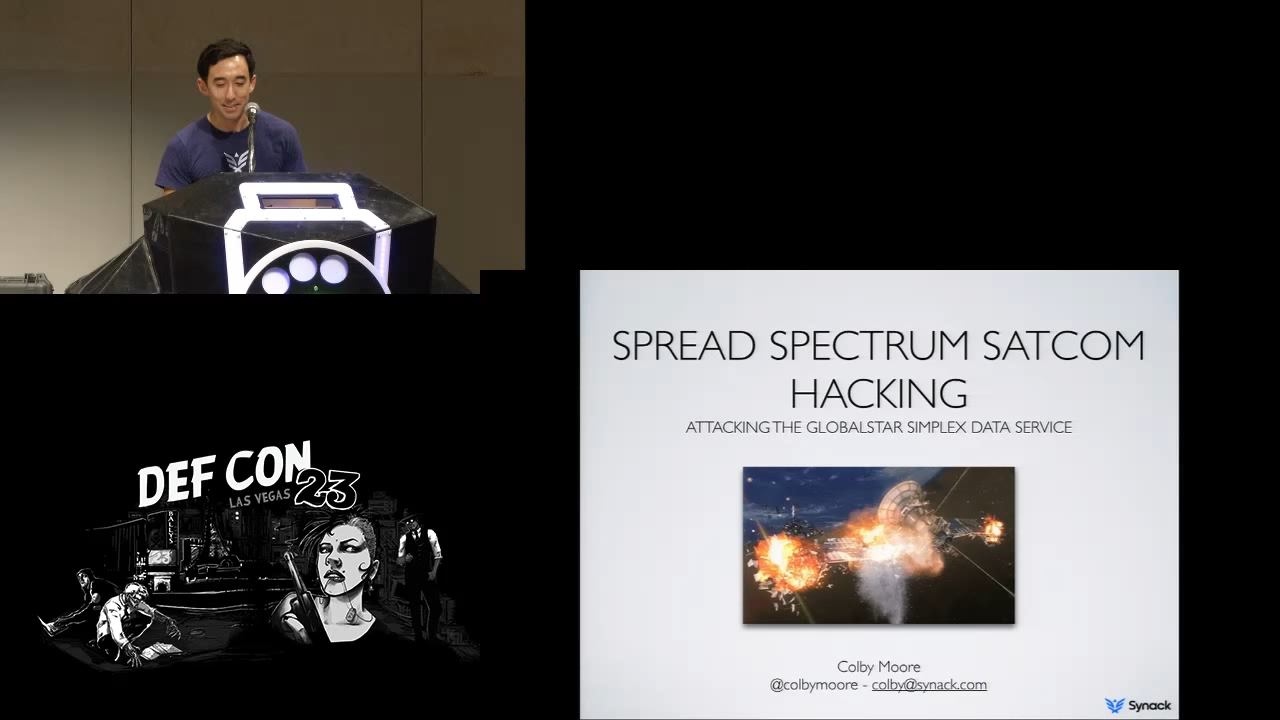 SPREAD SPECTRUM SATCOM
HACKING
ATTACKING THE GLOBALSTAR SIMPLEX DATA SERVICE
Colby Moore
@colbymoore - colby@synack.com
Synack
DEF CON
LAS VEGAS 23
BALLYS